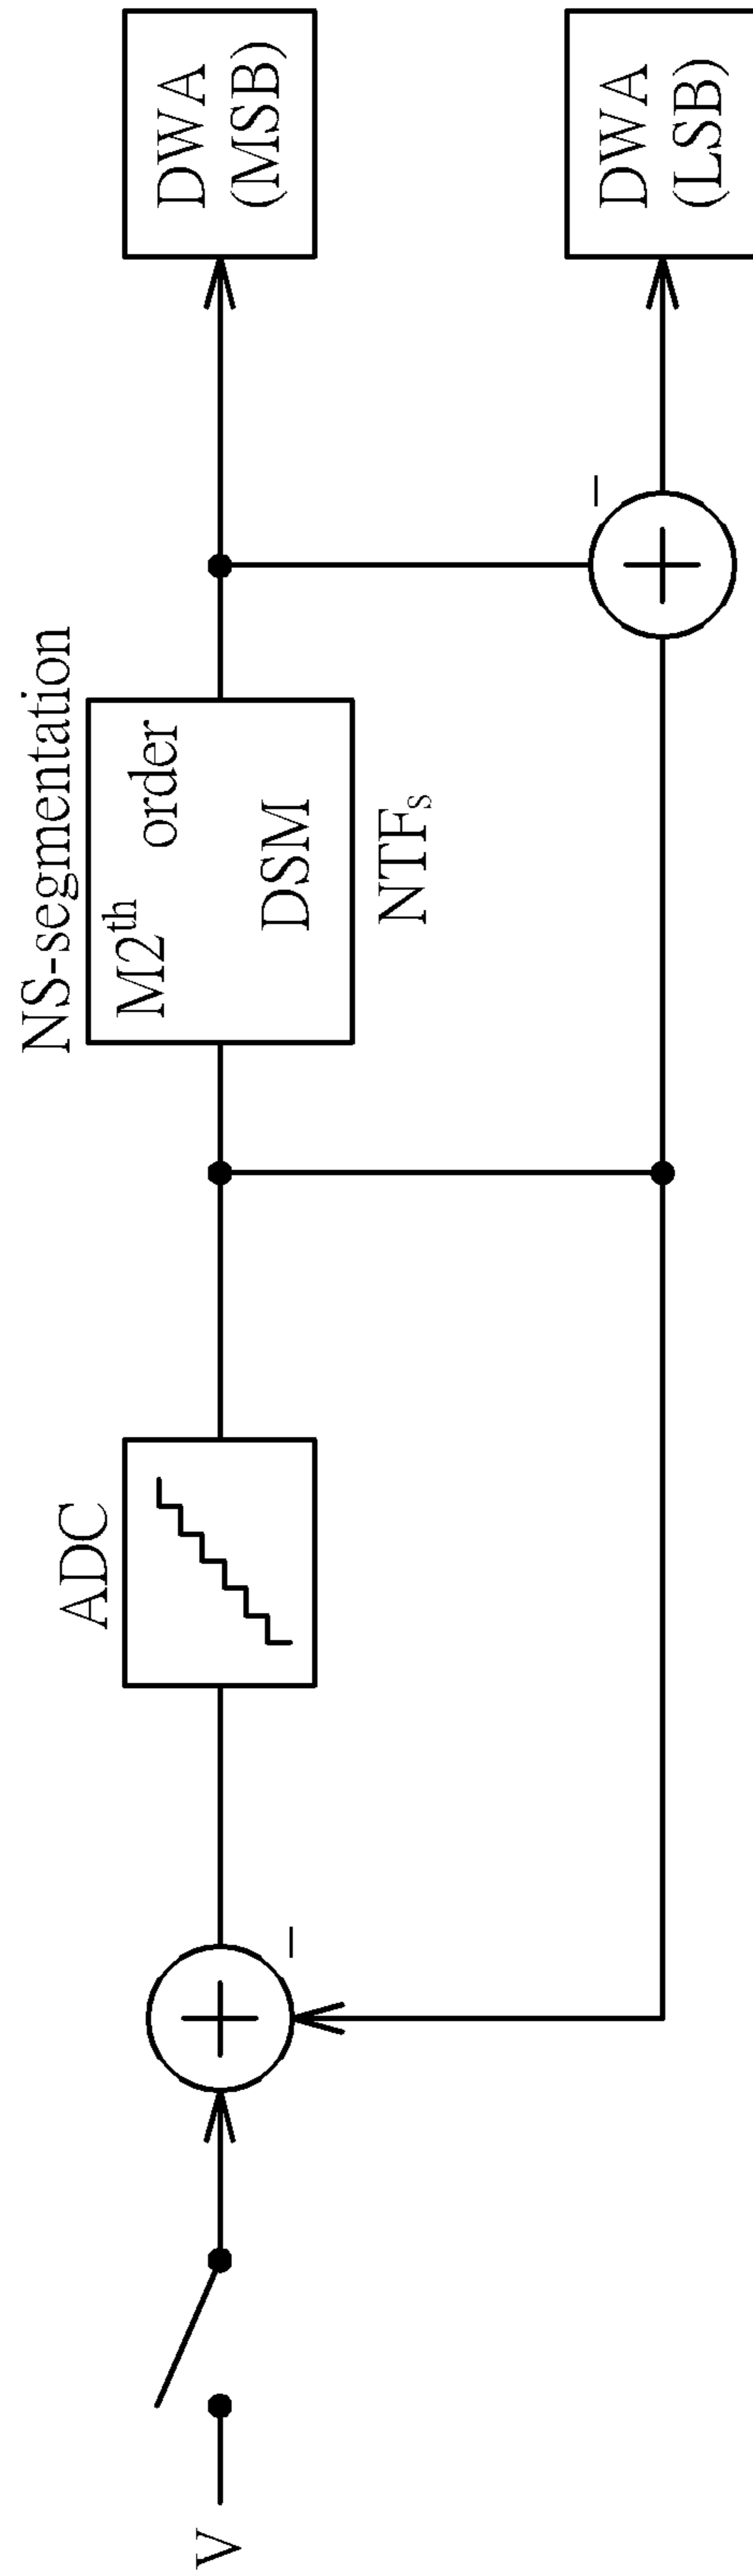 V
ADC
NS-segmentation
M2th order
DSM
NTFs
DWA
(MSB)
DWA
(LSB)
−
−